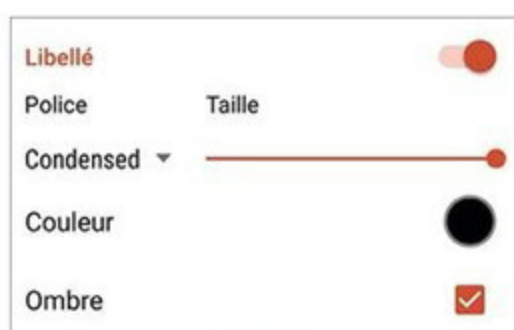 Libellé
Police Taille
Condensed
Couleur
Ombre